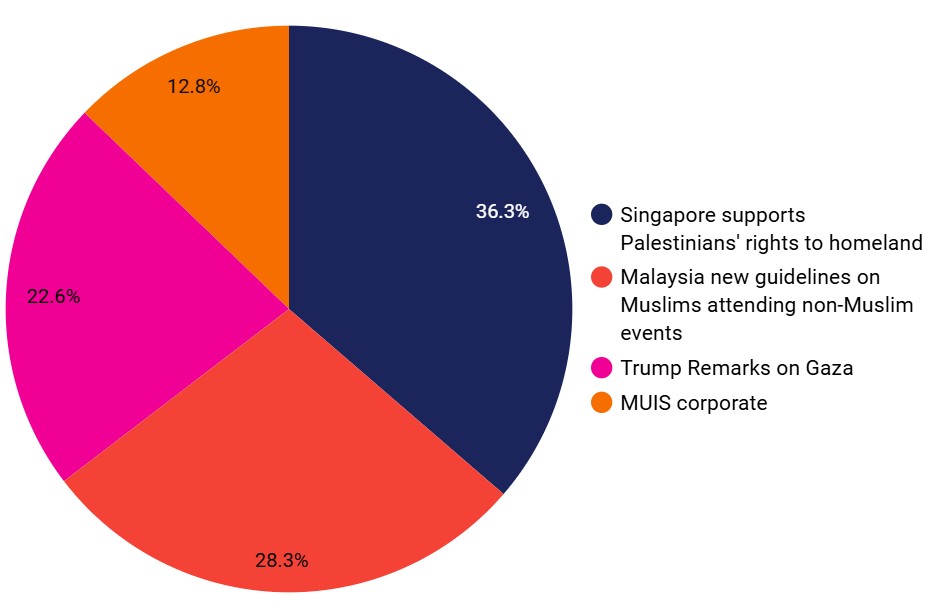 12.8%
36.3%
22.6%
28.3%
Singapore supports
Palestinians' rights to homeland
Malaysia new guidelines on
Muslims attending non-Muslim
events
Trump Remarks on Gaza
MUIS corporate